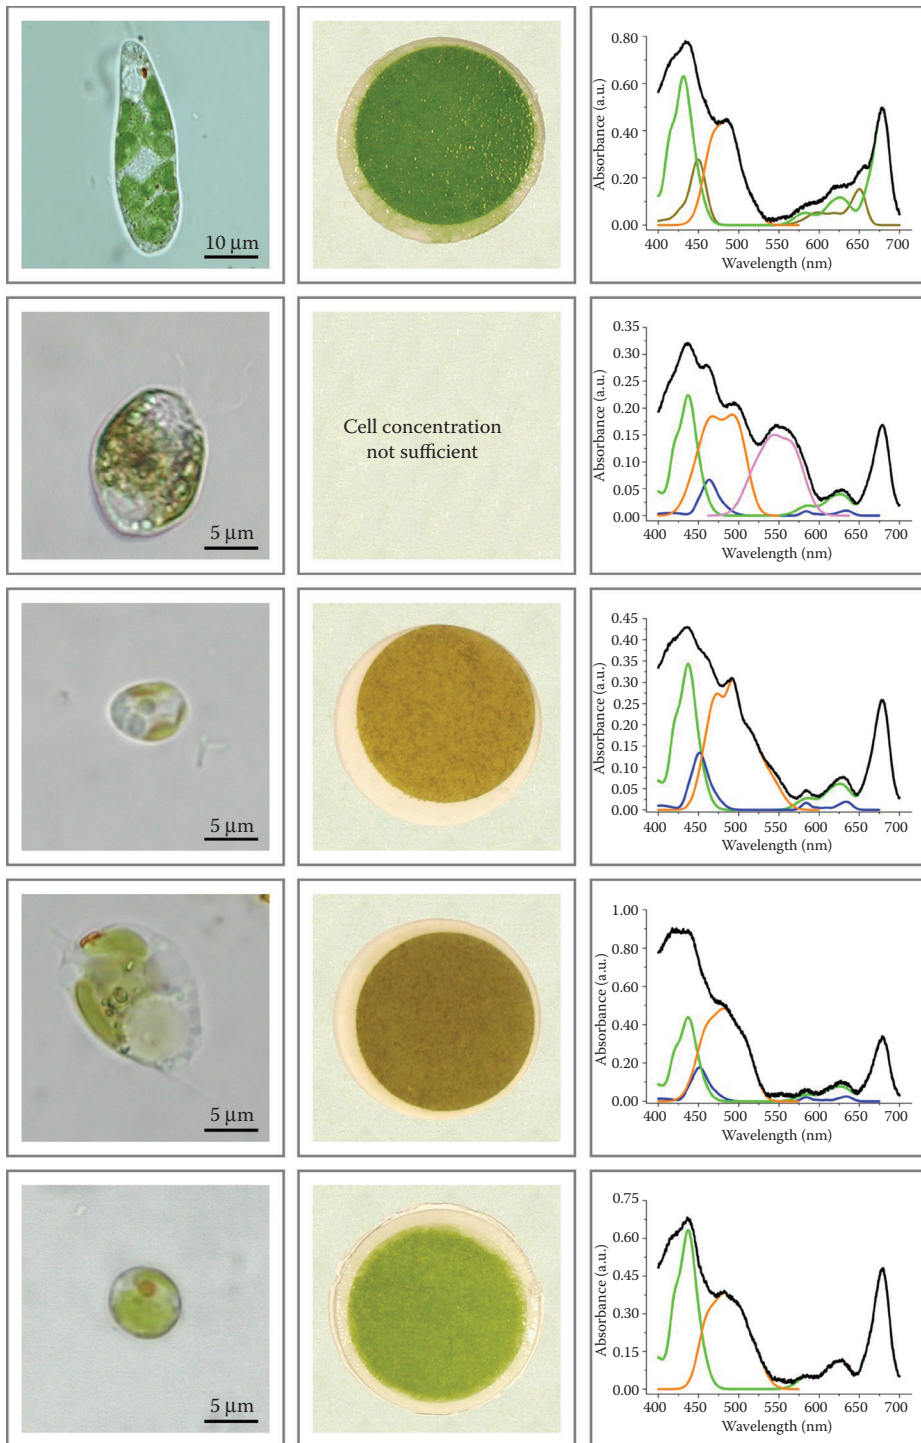 10 μm
Absorbance (a.u.)
0.80
0.60
0.40
0.20
0.00
400 450 500 550 600 650 700
Wavelength (nm)
5 μm
Cell concentration
not sufficient
Absorbance (a.u.)
0.35
0.30
0.25
0.20
0.15
0.10
0.05
0.00
400 450 500 550 600 650 700
Wavelength (nm)
5 μm
Absorbance (a.u.)
0.45
0.40
0.35
0.30
0.25
0.20
0.15
0.10
0.05
0.00
400 450 500 550 600 650 700
Wavelength (nm)
5 μm
Absorbance (a.u.)
1.00
0.80
0.60
0.40
0.20
0.00
400 450 500 550 600 650 700
Wavelength (nm)
5 μm
Absorbance (a.u.)
0.75
0.60
0.45
0.30
0.15
0.00
400 450 500 550 600 650 700
Wavelength (nm)